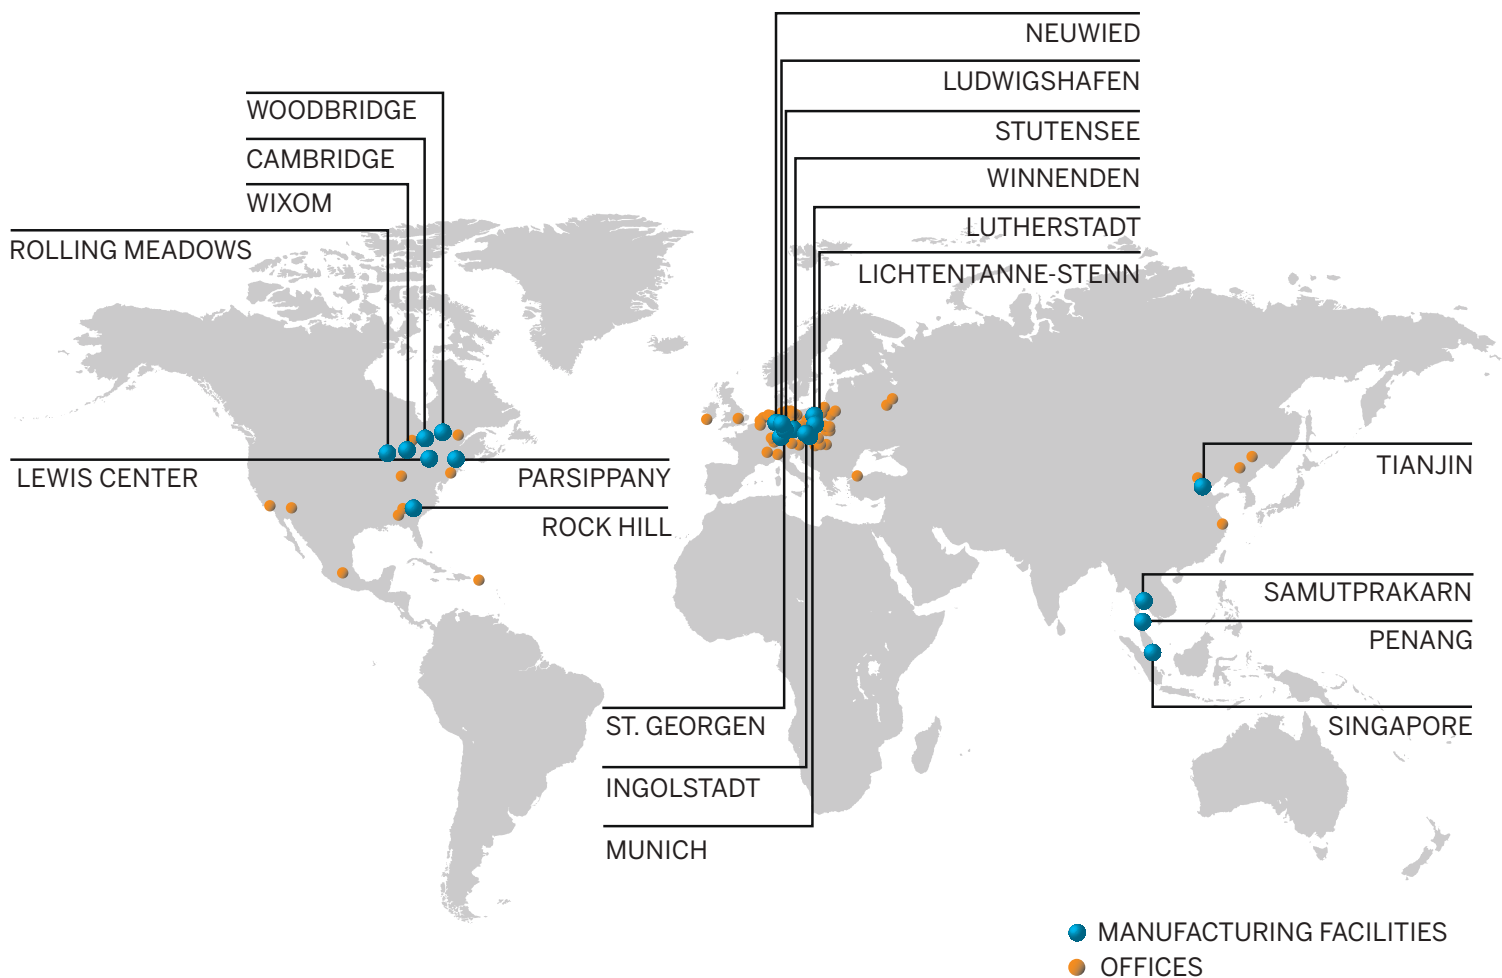 NEUWIED
LUDWIGSHAFEN
WOODBRIDGE
STUTENSEE
CAMBRIDGE
WINNENDEN
WIXOM
LUTHERSTADT
ROLLING MEADOWS
LICHTENTANNE-STENN
LEWIS CENTER
PARSIPPANY
TIANJIN
ROCK HILL
SAMUTPRAKARN
PENANG
ST. GEORGEN
SINGAPORE
INGOLSTADT
MUNICH
MANUFACTURING FACILITIES
OFFICES